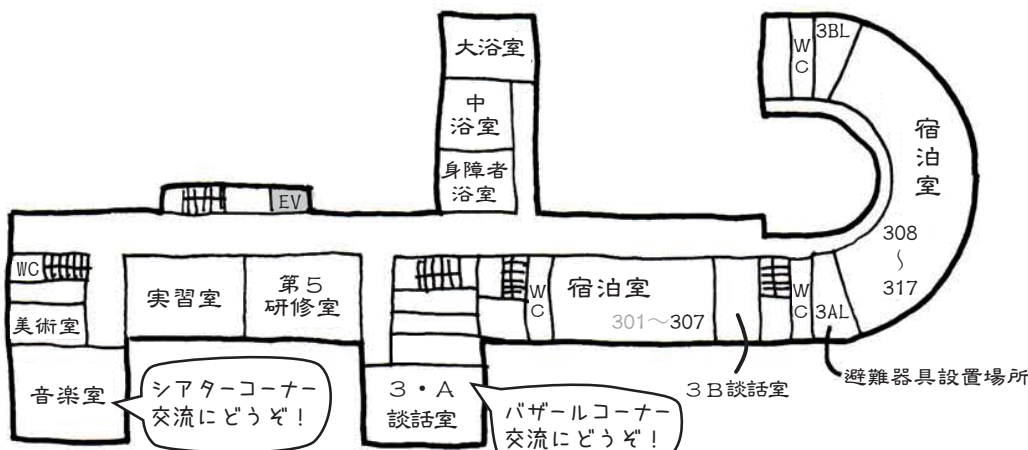 大浴室
中
浴室
身障者
浴室
EV
WC
3BL
宿
泊
室
308
～
317
WC
実習室
第5
研修室
美術室
音楽室
シアターコーナー
交流にどうぞ！
3・A
談話室
バザールコーナー
交流にどうぞ！
WC
宿泊室
301～307
3B談話室
WC
3AL
避難器具設置場所